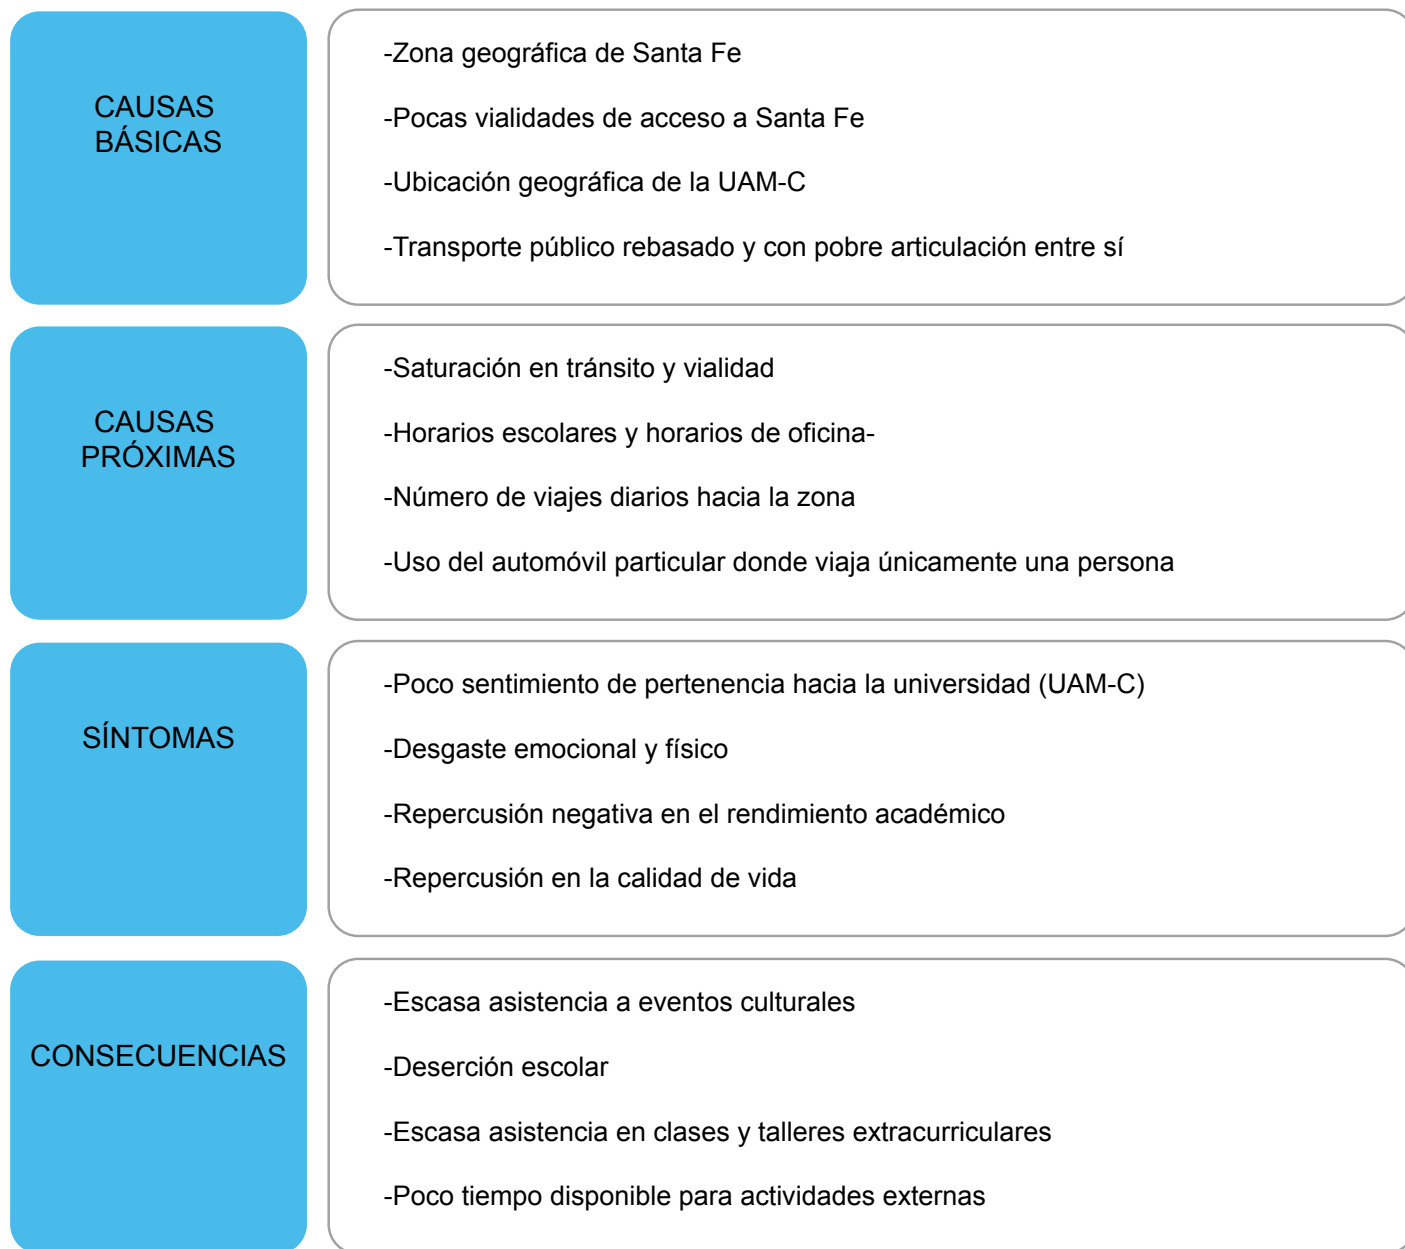 CAUSAS
BÁSICAS
-Zona geográfica de Santa Fe
-Pocas vialidades de acceso a Santa Fe
-Ubicación geográfica de la UAM-C
-Transporte público rebasado y con pobre articulación entre sí
CAUSAS
PRÓXIMAS
-Saturación en tránsito y vialidad
-Horarios escolares y horarios de oficina-
-Número de viajes diarios hacia la zona
-Uso del automóvil particular donde viaja únicamente una persona
SÍNTOMAS
-Poco sentimiento de pertenencia hacia la universidad (UAM-C)
-Desgaste emocional y físico
-Repercusión negativa en el rendimiento académico
-Repercusión en la calidad de vida
CONSECUENCIAS
-Escasa asistencia a eventos culturales
-Deserción escolar
-Escasa asistencia en clases y talleres extracurriculares
-Poco tiempo disponible para actividades externas